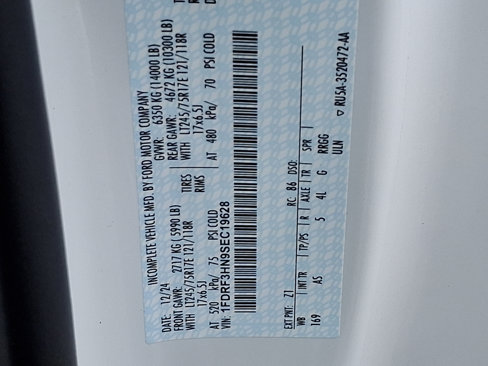 INCOMPLETE VEHICLE MFD. BY FORD MOTOR COMPANY
DATE: 12/24 GVWR: 6350 KG (14000 LB)
FRONT GAWR: 2717 KG (5990 LB) REAR GAWR: 4672 KG (10300 LB)
WITH LT245/75R17E 121/118R TIRES WITH LT245/75R17E 121/118R
17x6.5J RIMS 17x6.5J
AT 520 kPa/ 75 PSI COLD AT 480 kPa/ 70 PSI COLD
VIN: 1FDRF3HN9SEC19628
EXT PNT: Z1 RC: 86 DSO:
WB INT TR TP/PS R AXLE TR SPR
169 AS 5 4L G RRGG
ULN
▽ RU5A-3520472-AA